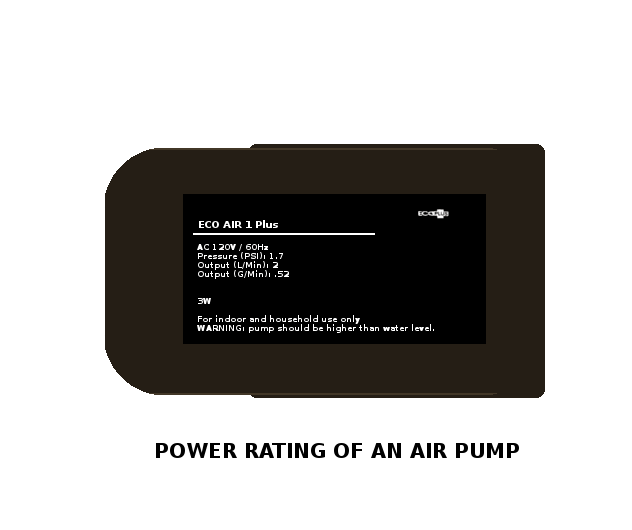 ECO PLUS
ECO AIR 1 Plus
AC 120V / 60Hz
Pressure (PSI): 1.7
Output (L/Min): 2
Output (G/Min): .52
3W
For indoor and household use only
WARNING: pump should be higher than water level.
POWER RATING OF AN AIR PUMP